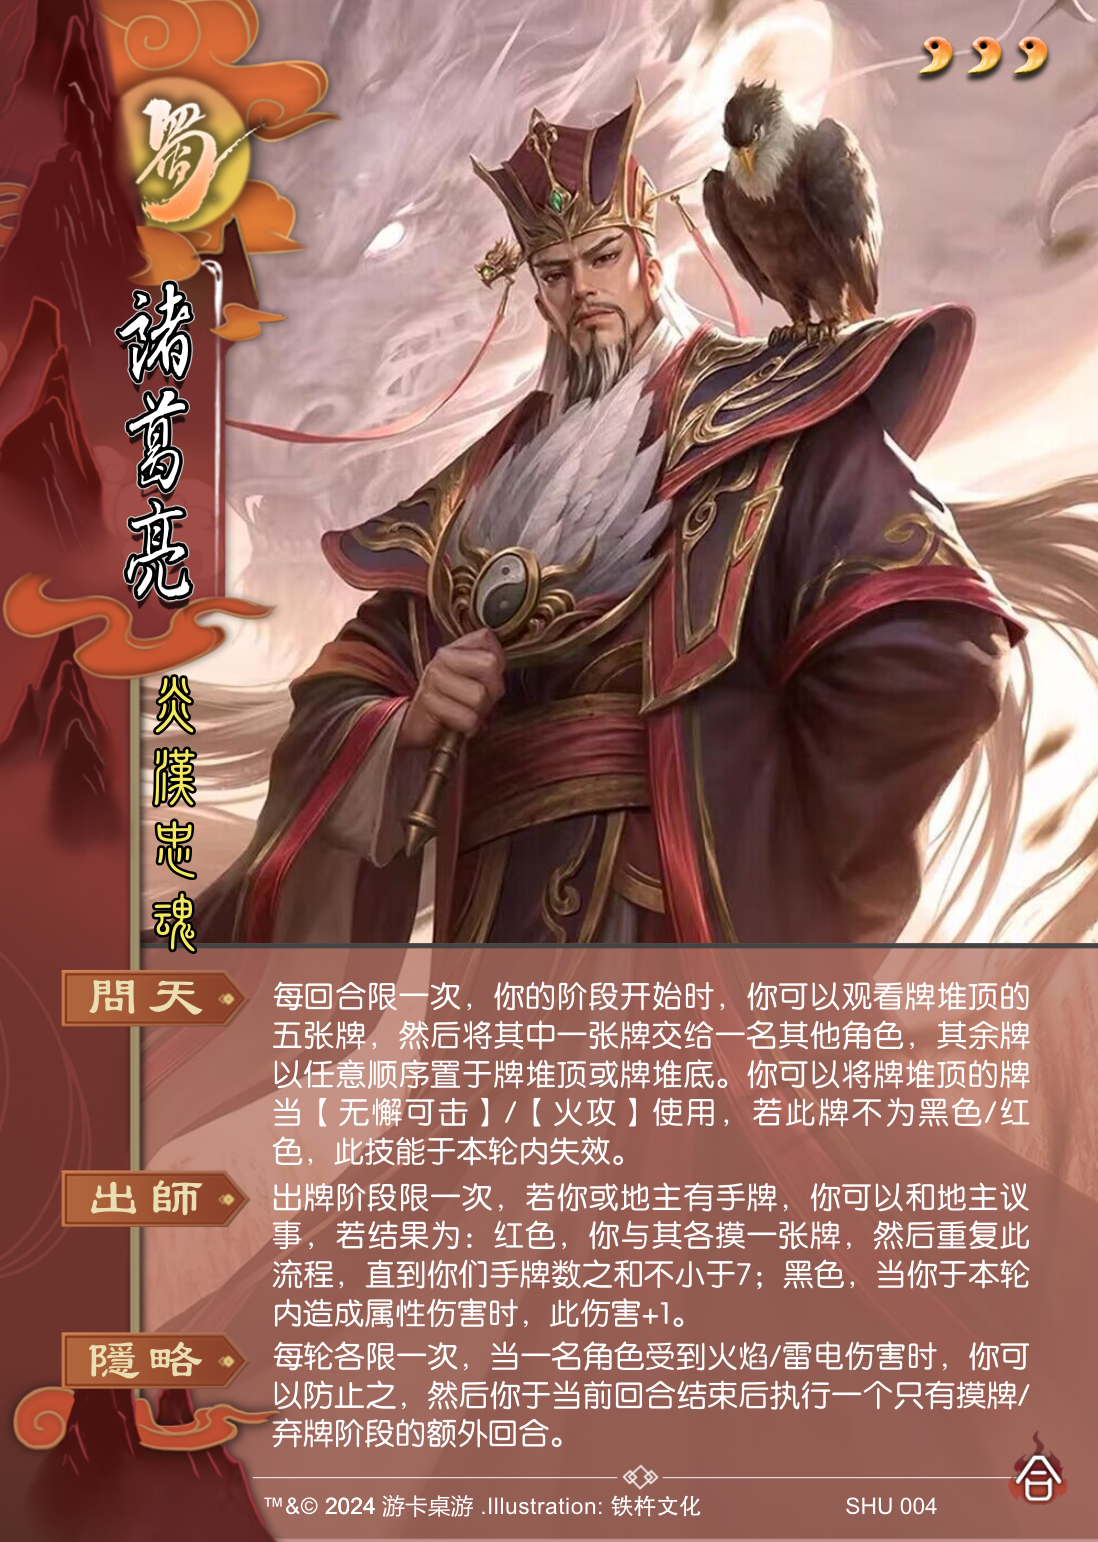 蜀
諸葛亮
炎漢忠魂
問天
每回合限一次，你的阶段开始时，你可以观看牌堆顶的
五张牌，然后将其中一张牌交给一名其他角色，其余牌
以任意顺序置于牌堆顶或牌堆底。你可以将牌堆顶的牌
当【无懈可击】/【火攻】使用，若此牌不为黑色/红
色，此技能于本轮内失效。
出師
出牌阶段限一次，若你或地主有手牌，你可以和地主议
事，若结果为：红色，你与其各摸一张牌，然后重复此
流程，直到你们手牌数之和不小于7；黑色，当你于本轮
内造成属性伤害时，此伤害+1。
隱略
每轮各限一次，当一名角色受到火焰/雷电伤害时，你可
以防止之，然后你于当前回合结束后执行一个只有摸牌/
弃牌阶段的额外回合。
™&© 2024 游卡桌游 .Illustration: 铁杵文化
SHU 004
合